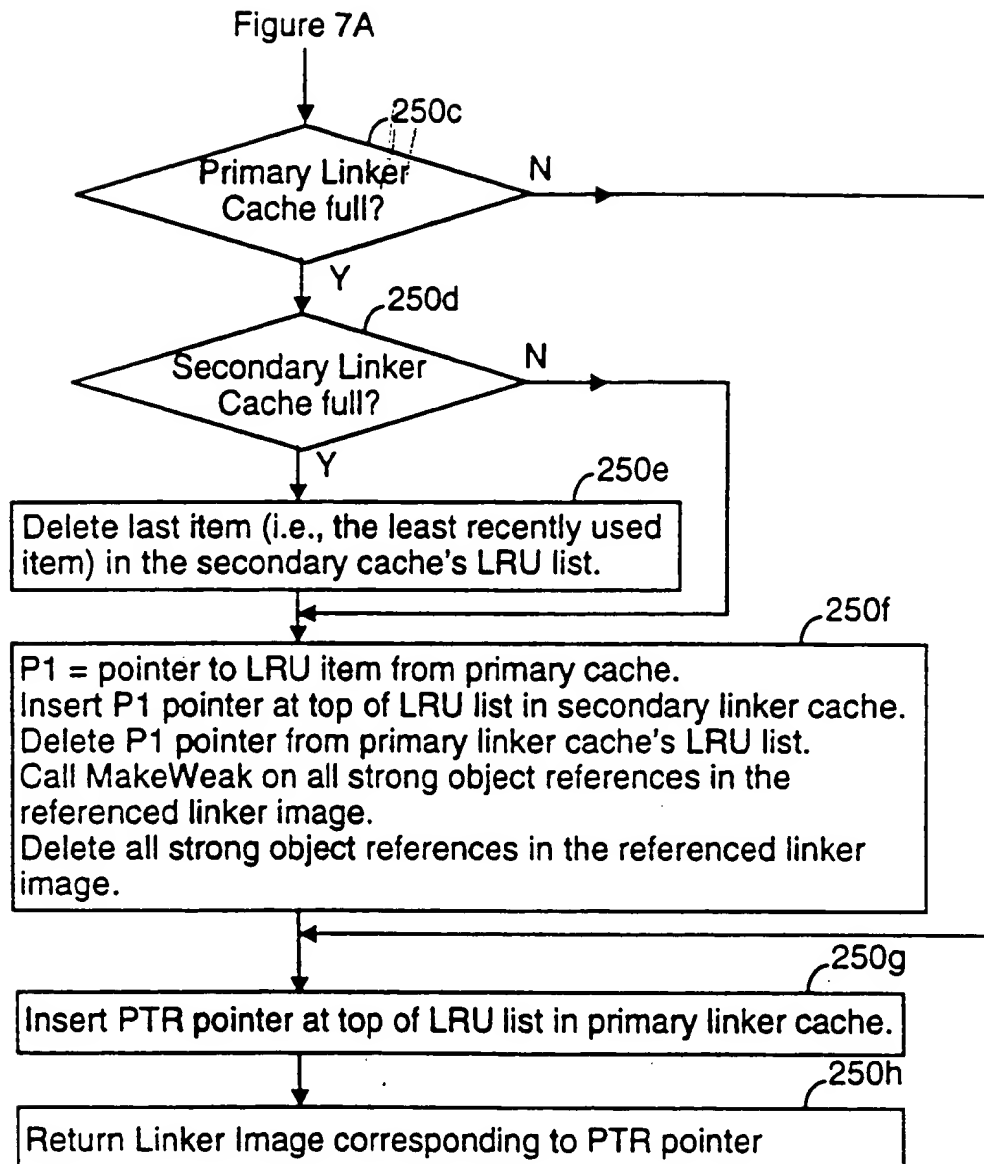 Figure 7A
250c
Primary Linker
Cache full?
N
Y
250d
Secondary Linker
Cache full?
N
Y
250e
Delete last item (i.e., the least recently used
item) in the secondary cache's LRU list.
250f
P1 = pointer to LRU item from primary cache.
Insert P1 pointer at top of LRU list in secondary linker cache.
Delete P1 pointer from primary linker cache's LRU list.
Call MakeWeak on all strong object references in the
referenced linker image.
Delete all strong object references in the referenced linker
image.
250g
Insert PTR pointer at top of LRU list in primary linker cache.
250h
Return Linker Image corresponding to PTR pointer